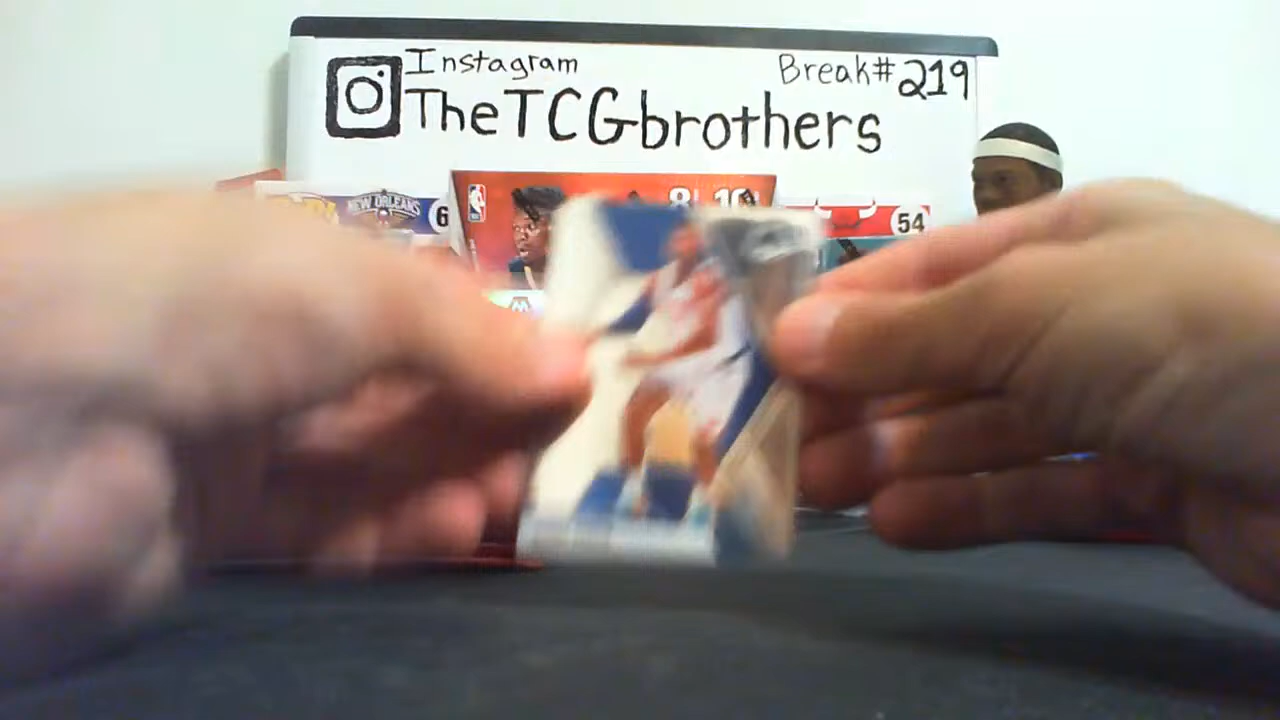 Instagram
Break# 219
TheTCGbrothers
NEW ORLEANS
6
8 10
54